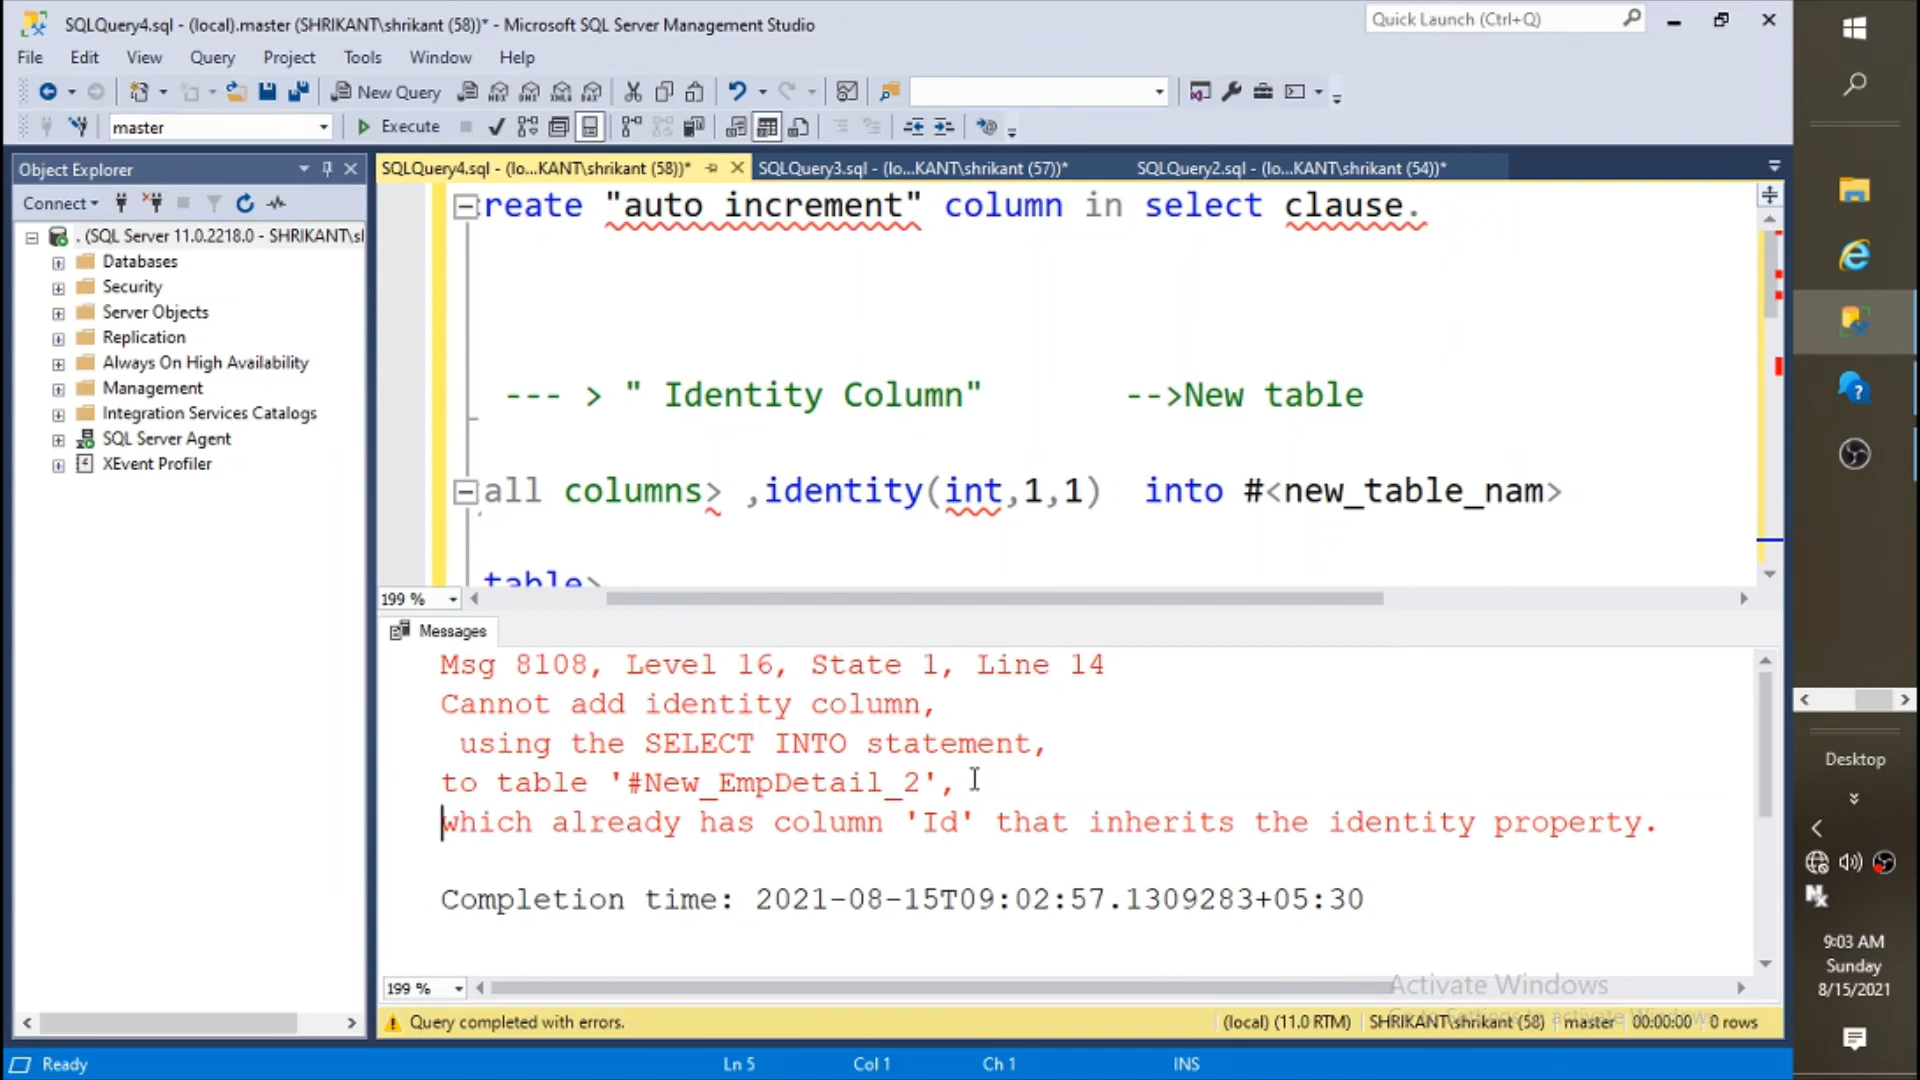 SQLQuery4.sql - (local).master (SHRIKANT\shrikant (58))* - Microsoft SQL Server Management Studio
Quick Launch (Ctrl+Q)
File Edit View Query Project Tools Window Help
New Query
master
Execute
Object Explorer
SQLQuery4.sql - (lo...KANT\shrikant (58))*
SQLQuery3.sql - (lo...KANT\shrikant (57))*
SQLQuery2.sql - (lo...KANT\shrikant (54))*
Connect
. (SQL Server 11.0.2218.0 - SHRIKANT\sl
Databases
Security
Server Objects
Replication
Always On High Availability
Management
Integration Services Catalogs
SQL Server Agent
XEvent Profiler
reate "auto increment" column in select clause.
--- > " Identity Column" -->New table
all columns> ,identity(int,1,1) into #<new_table_nam>
table>
199 %
Messages
Msg 8108, Level 16, State 1, Line 14
Cannot add identity column,
using the SELECT INTO statement,
to table '#New_EmpDetail_2',
which already has column 'Id' that inherits the identity property.
Completion time: 2021-08-15T09:02:57.1309283+05:30
199 %
Activate Windows
Query completed with errors.
(local) (11.0 RTM) SHRIKANT\shrikant (58) master 00:00:00 0 rows
Ready
Ln 5
Col 1
Ch 1
INS
Desktop
9:03 AM
Sunday
8/15/2021